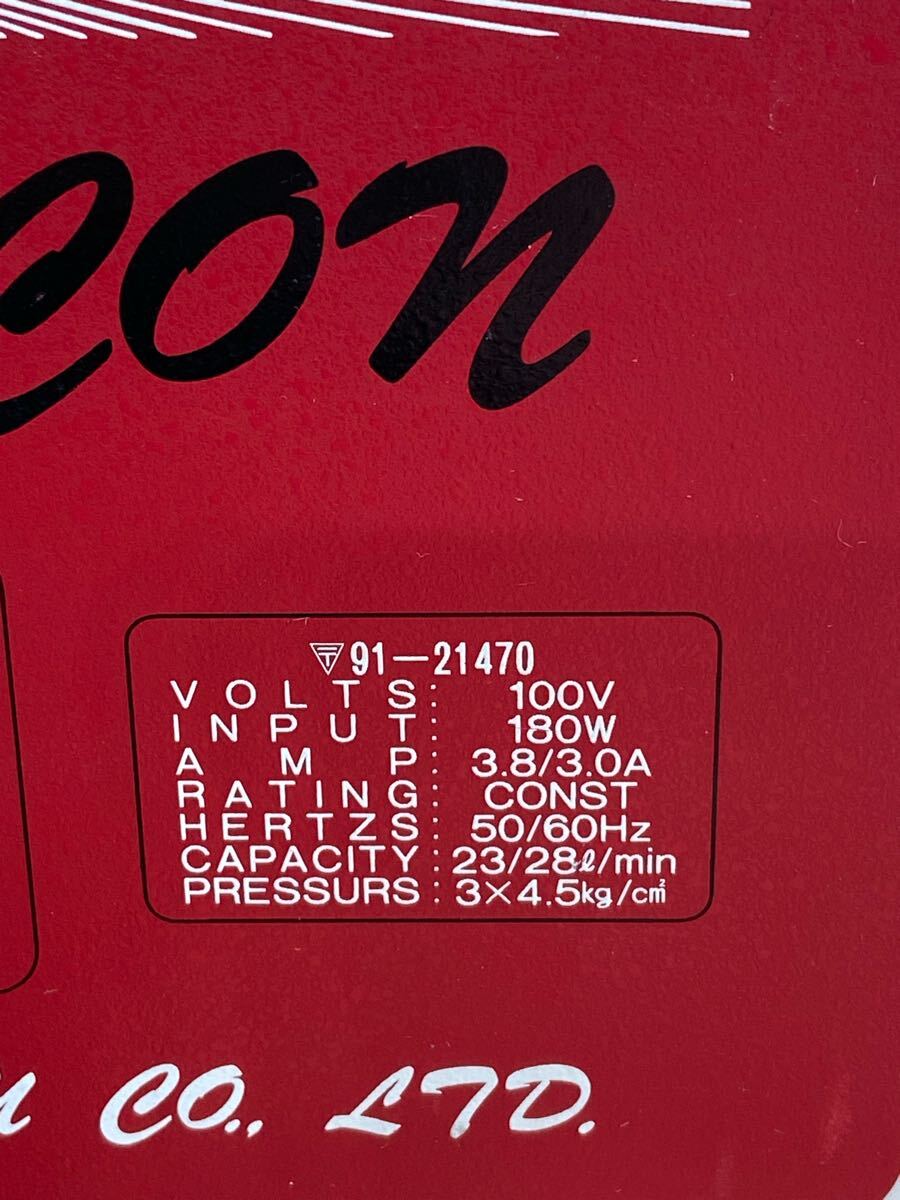 con
〒91-21470
VOLTS: 100V
INPUT: 180W
AMP: 3.8/3.0A
RATING: CONST
HERTZS: 50/60Hz
CAPACITY: 23/28ℓ/min
PRESSURS: 3×4.5kg/c㎡
CO., LTD.